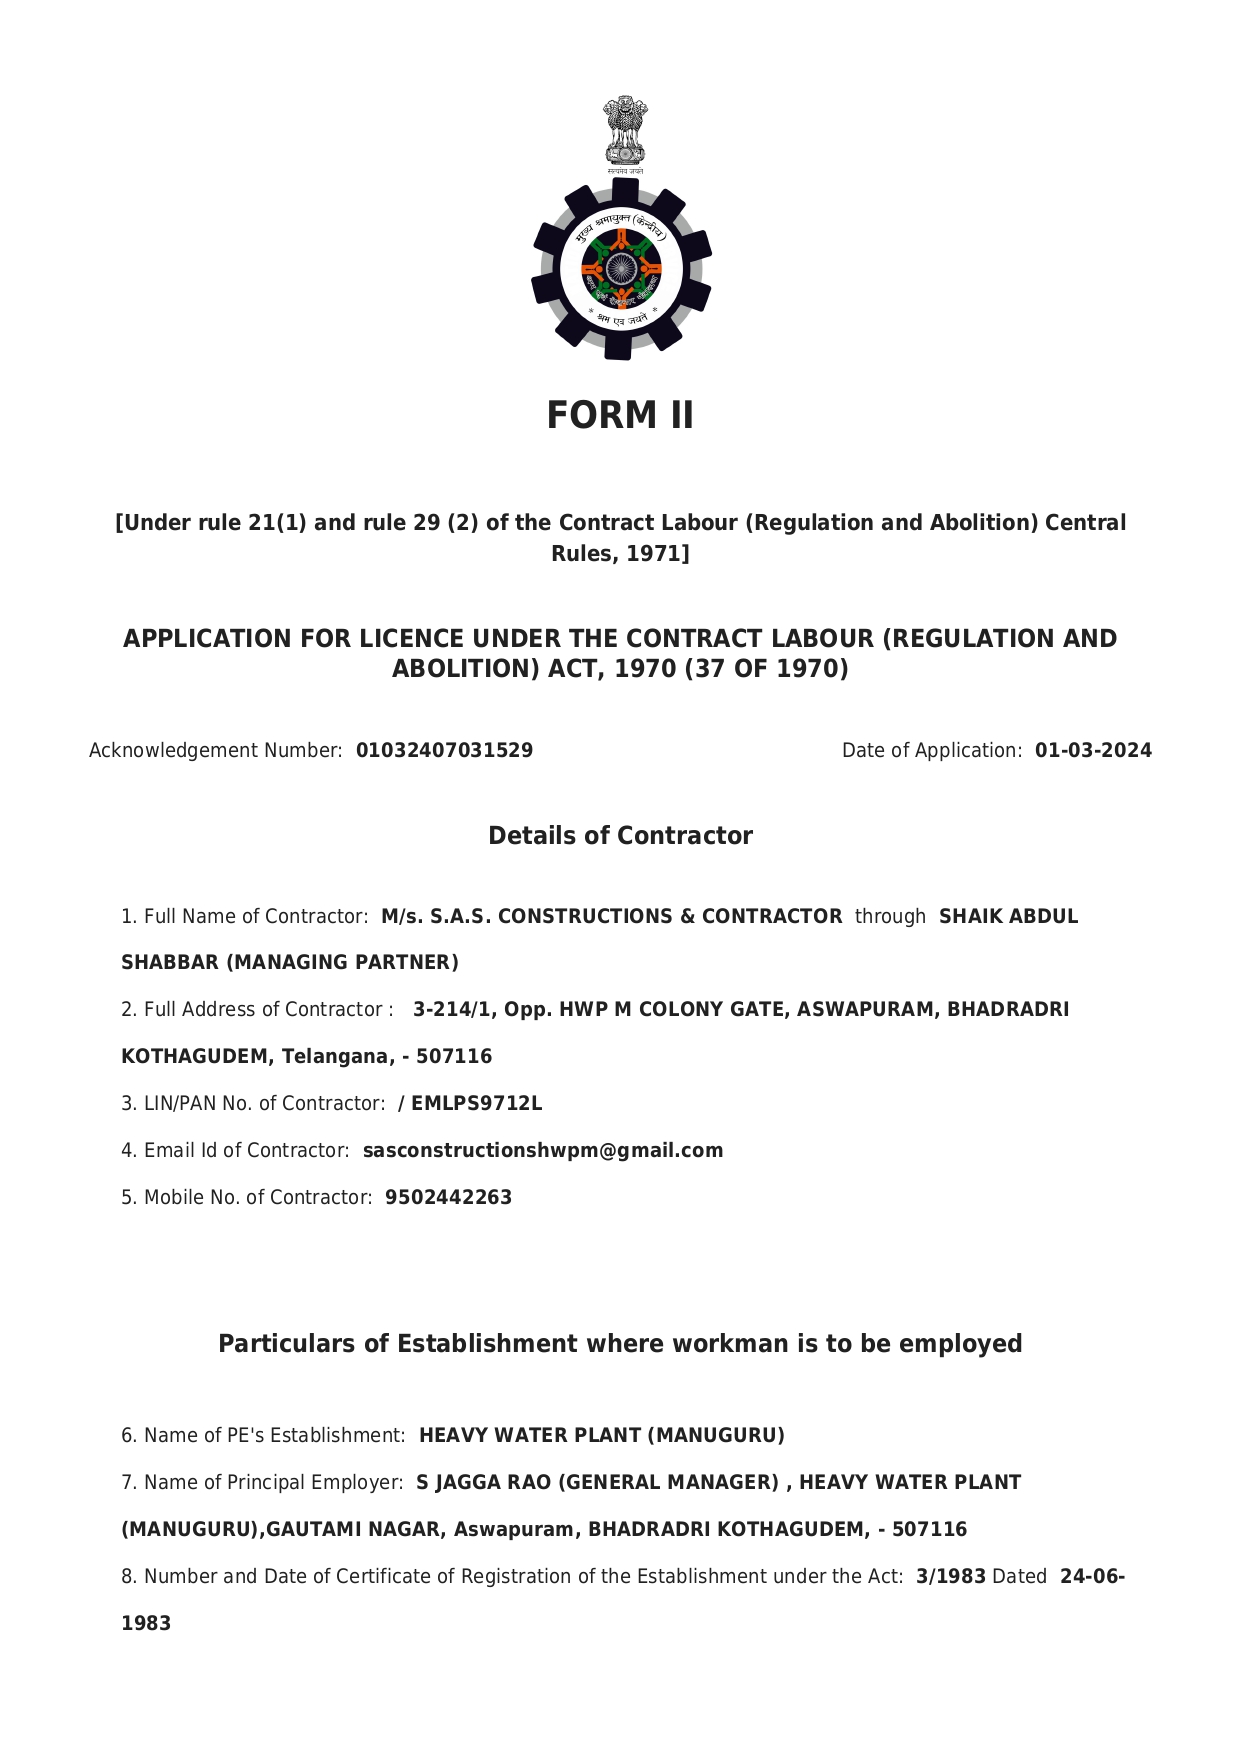 सत्यमेव जयते
मुख्य श्रमायुक्त (केन्द्रीय)
* श्रम एव जयते *
FORM II
[Under rule 21(1) and rule 29 (2) of the Contract Labour (Regulation and Abolition) Central
Rules, 1971]
APPLICATION FOR LICENCE UNDER THE CONTRACT LABOUR (REGULATION AND
ABOLITION) ACT, 1970 (37 OF 1970)
Acknowledgement Number: 01032407031529 Date of Application: 01-03-2024
Details of Contractor
1. Full Name of Contractor: M/s. S.A.S. CONSTRUCTIONS & CONTRACTOR through SHAIK ABDUL
SHABBAR (MANAGING PARTNER)
2. Full Address of Contractor : 3-214/1, Opp. HWP M COLONY GATE, ASWAPURAM, BHADRADRI
KOTHAGUDEM, Telangana, - 507116
3. LIN/PAN No. of Contractor: / EMLPS9712L
4. Email Id of Contractor: sasconstructionshwpm@gmail.com
5. Mobile No. of Contractor: 9502442263
Particulars of Establishment where workman is to be employed
6. Name of PE's Establishment: HEAVY WATER PLANT (MANUGURU)
7. Name of Principal Employer: S JAGGA RAO (GENERAL MANAGER) , HEAVY WATER PLANT
(MANUGURU),GAUTAMI NAGAR, Aswapuram, BHADRADRI KOTHAGUDEM, - 507116
8. Number and Date of Certificate of Registration of the Establishment under the Act: 3/1983 Dated 24-06-
1983